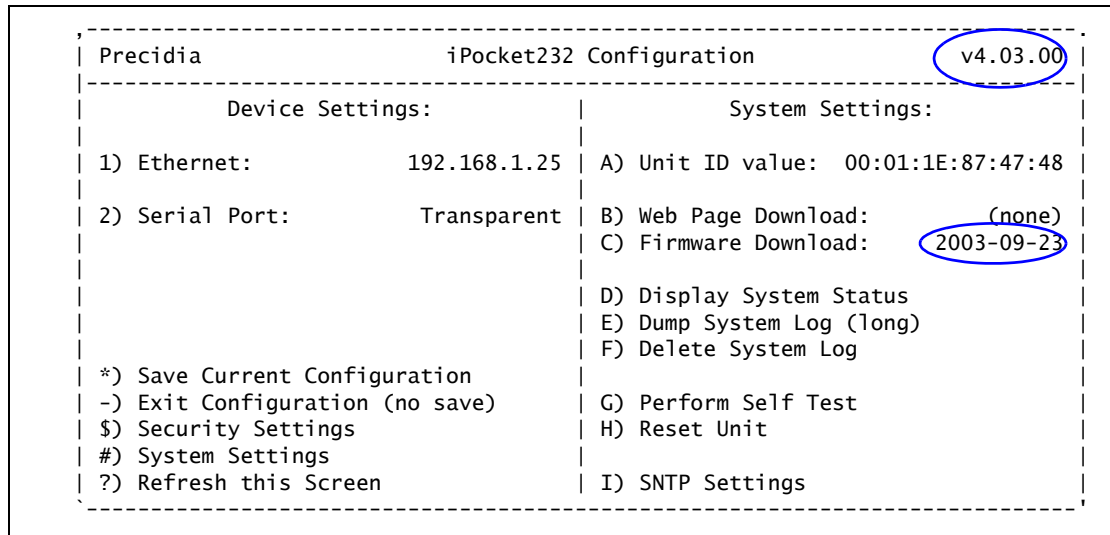 Precidia iPocket232 Configuration v4.03.00
Device Settings: | System Settings:
1) Ethernet: 192.168.1.25 | A) Unit ID value: 00:01:1E:87:47:48
2) Serial Port: Transparent | B) Web Page Download: (none)
| C) Firmware Download: 2003-09-23
| D) Display System Status
| E) Dump System Log (long)
| F) Delete System Log
*) Save Current Configuration |
-) Exit Configuration (no save) | G) Perform Self Test
$) Security Settings | H) Reset Unit
#) System Settings |
?) Refresh this Screen | I) SNTP Settings